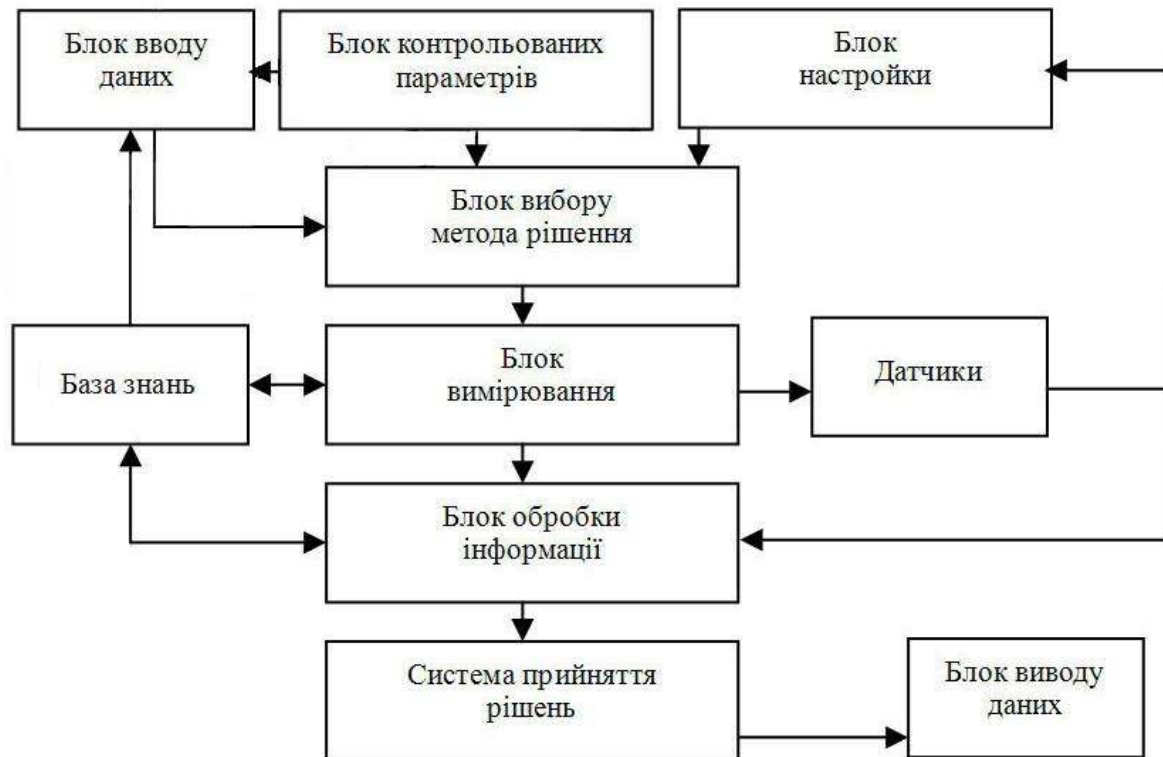 Блок вводу
даних
Блок контрольованих
параметрів
Блок
настройки
Блок вибору
метода рішення
База знань
Блок
вимірювання
Датчики
Блок обробки
інформації
Система прийняття
рішень
Блок виводу
даних